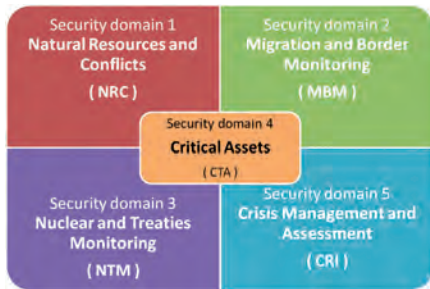 Security domain 1
Natural Resources and
Conflicts
( NRC )
Security domain 2
Migration and Border
Monitoring
( MBM )
Security domain 4
Critical Assets
( CTA )
Security domain 3
Nuclear and Treaties
Monitoring
( NTM )
Security domain 5
Crisis Management and
Assessment
( CRI )